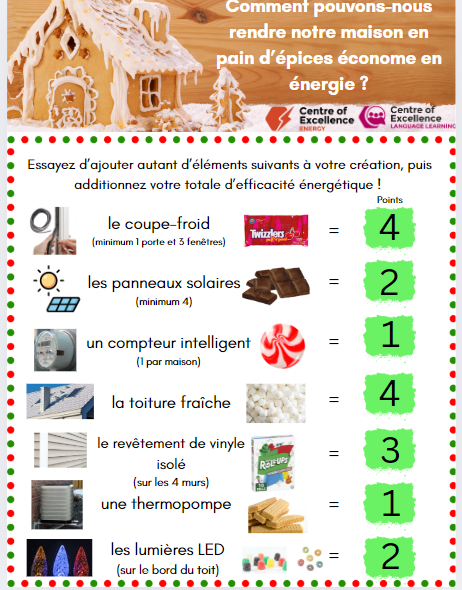 Comment pouvons-nous
rendre notre maison en
pain d'épices économe en
énergie ?
Centre of
Excellence
ENERGY
Centre of
Excellence
LANGUAGE LEARNING
Essayez d'ajouter autant d'éléments suivants à votre création, puis
additionnez votre totale d'efficacité énergétique !
Points
le coupe-froid
(minimum 1 porte et 3 fenêtres)
Twizzlers
=
4
les panneaux solaires
(minimum 4)
=
2
un compteur intelligent
(1 par maison)
=
1
la toiture fraîche
=
4
le revêtement de vinyle
isolé
(sur les 4 murs)
ROLL-UPS
=
3
une thermopompe
=
1
les lumières LED
(sur le bord du toit)
=
2